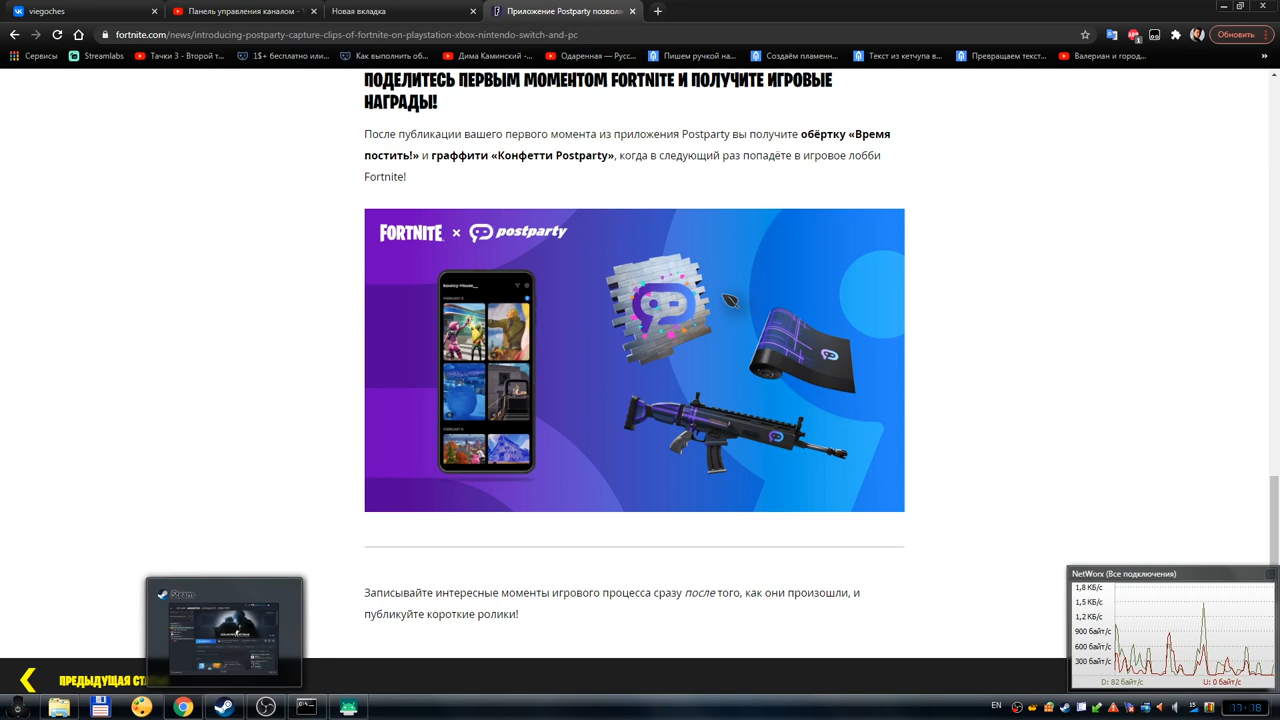 viegoches
Панель управления каналом - Y
Новая вкладка
Приложение Postparty позволя
fortnite.com/news/introducing-postparty-capture-clips-of-fortnite-on-playstation-xbox-nintendo-switch-and-pc
Обновить
Сервисы
Streamlabs
Тачки 3 - Второй т...
1$+ бесплатно или...
Как выполнить об...
Дима Каминский -...
Одаренная — Русс...
Пишем ручкой на...
Создаём пламенн...
Текст из кетчупа в...
Превращаем текст...
Валериан и город...
»
ПОДЕЛИТЕСЬ ПЕРВЫМ МОМЕНТОМ FORTNITE И ПОЛУЧИТЕ ИГРОВЫЕ
НАГРАДЫ!
После публикации вашего первого момента из приложения Postparty вы получите обёртку «Время
постить!» и граффити «Конфетти Postparty», когда в следующий раз попадёте в игровое лобби
Fortnite!
FORTNITE × postparty
Записывайте интересные моменты игрового процесса сразу после того, как они произошли, и
публикуйте короткие ролики!
Steam
NetWorx (Все подключения)
1,8 КБ/с
1,5 КБ/с
1,2 КБ/с
900 байт/с
600 байт/с
300 байт/с
D: 82 байт/с
U: 0 байт/с
ПРЕДЫДУЩАЯ СТ
EN
15
17:18